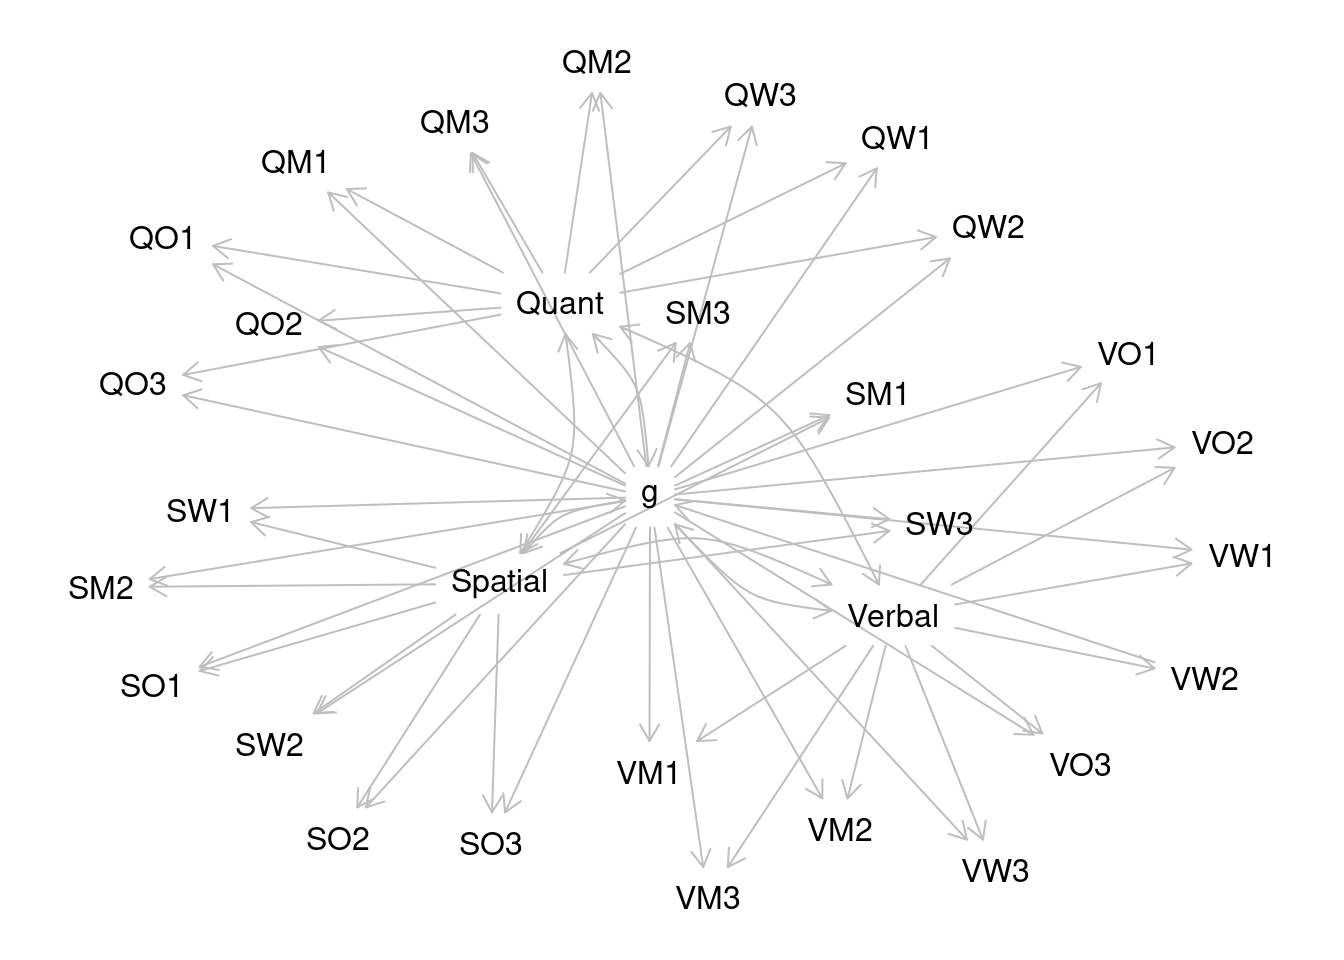 QM2
QW3
QM3
QW1
QM1
QW2
QO1
Quant
SM3
QO2
VO1
QO3
SM1
VO2
g
SW1
SW3
VW1
Spatial
SM2
Verbal
VW2
SO1
SW2
VO3
VM1
VM2
SO2
SO3
VW3
VM3